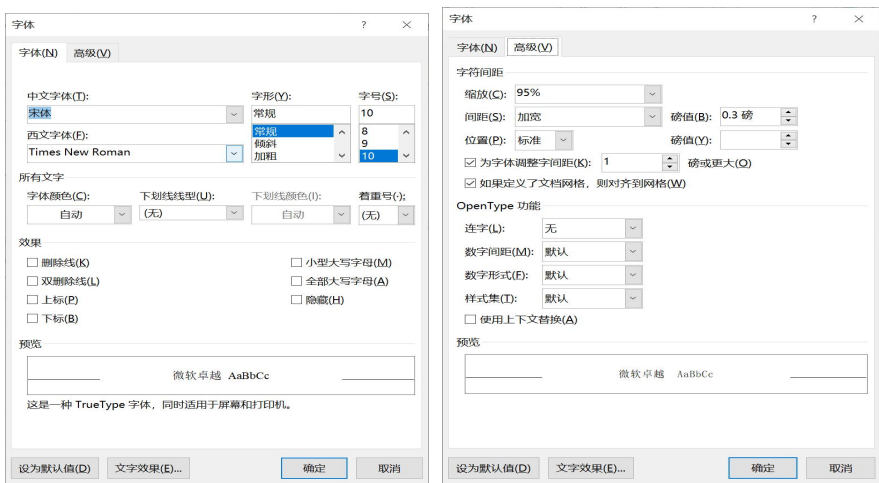 字体 ? ×
字体(N) 高级(V)
中文字体(T): 字形(Y): 字号(S):
宋体 常规 10
常规 8
西文字体(F): 倾斜 9
Times New Roman 加粗 10
所有文字
字体颜色(C): 下划线线型(U): 下划线颜色(I): 着重号(·):
自动 (无) 自动 (无)
效果
删除线(K) 小型大写字母(M)
双删除线(L) 全部大写字母(A)
上标(P) 隐藏(H)
下标(B)
预览
微软卓越 AaBbCc
这是一种 TrueType 字体，同时适用于屏幕和打印机。
设为默认值(D) 文字效果(E)... 确定 取消
字体 ? ×
字体(N) 高级(V)
字符间距
缩放(C): 95%
间距(S): 加宽 磅值(B): 0.3 磅
位置(P): 标准 磅值(Y):
为字体调整字间距(K): 1 磅或更大(O)
如果定义了文档网格，则对齐到网格(W)
OpenType 功能
连字(L): 无
数字间距(M): 默认
数字形式(F): 默认
样式集(T): 默认
使用上下文替换(A)
预览
微软卓越 AaBbCc
设为默认值(D) 文字效果(E)... 确定 取消